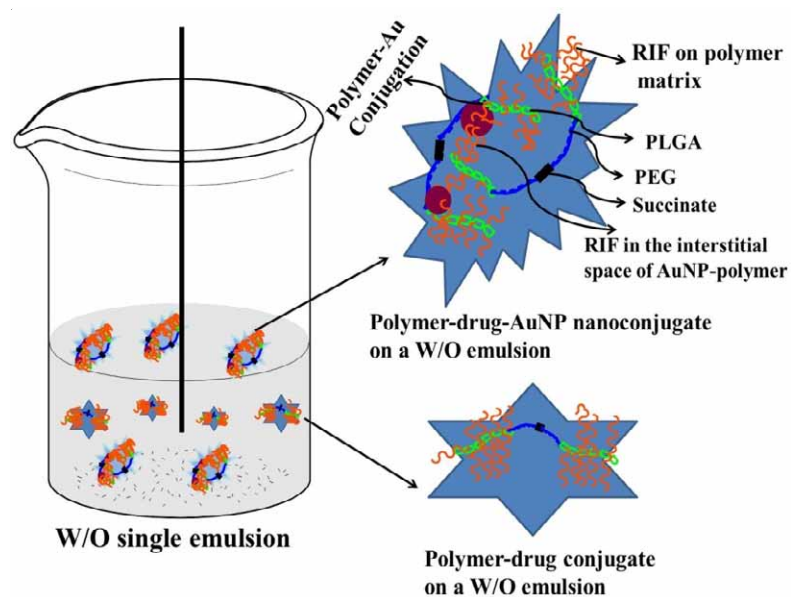 Polymer-Au
Conjugation
RIF on polymer
matrix
PLGA
PEG
Succinate
RIF in the interstitial
space of AuNP-polymer
Polymer-drug-AuNP nanoconjugate
on a W/O emulsion
W/O single emulsion
Polymer-drug conjugate
on a W/O emulsion